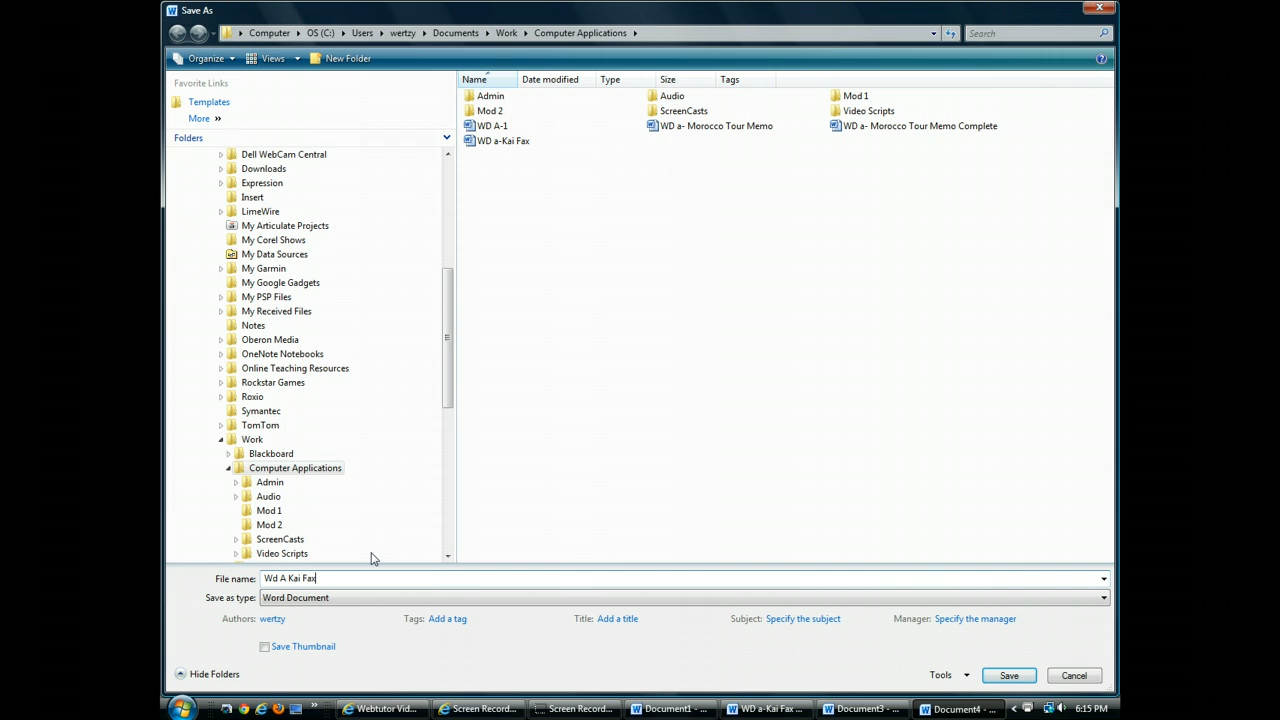 Save As
Computer OS (C:) Users wertzy Documents Work Computer Applications Search
Organize Views New Folder
Favorite Links
Templates
More
Folders
Dell WebCam Central
Downloads
Expression
Insert
LimeWire
My Articulate Projects
My Corel Shows
My Data Sources
My Garmin
My Google Gadgets
My PSP Files
My Received Files
Notes
Oberon Media
OneNote Notebooks
Online Teaching Resources
Rockstar Games
Roxio
Symantec
TomTom
Work
Blackboard
Computer Applications
Admin
Audio
Mod 1
Mod 2
ScreenCasts
Video Scripts
Name Date modified Type Size Tags
Admin Audio Mod 1
Mod 2 ScreenCasts Video Scripts
WD A-1 WD a- Morocco Tour Memo WD a- Morocco Tour Memo Complete
WD a-Kai Fax
File name: Wd A Kai Fax
Save as type: Word Document
Authors: wertzy Tags: Add a tag Title: Add a title Subject: Specify the subject Manager: Specify the manager
Save Thumbnail
Hide Folders Tools Save Cancel
Webtutor Vid... Screen Record... Screen Recor... Document1 - ... WD a-Kai Fax ... Document3 - ... Document4 - ... 6:15 PM